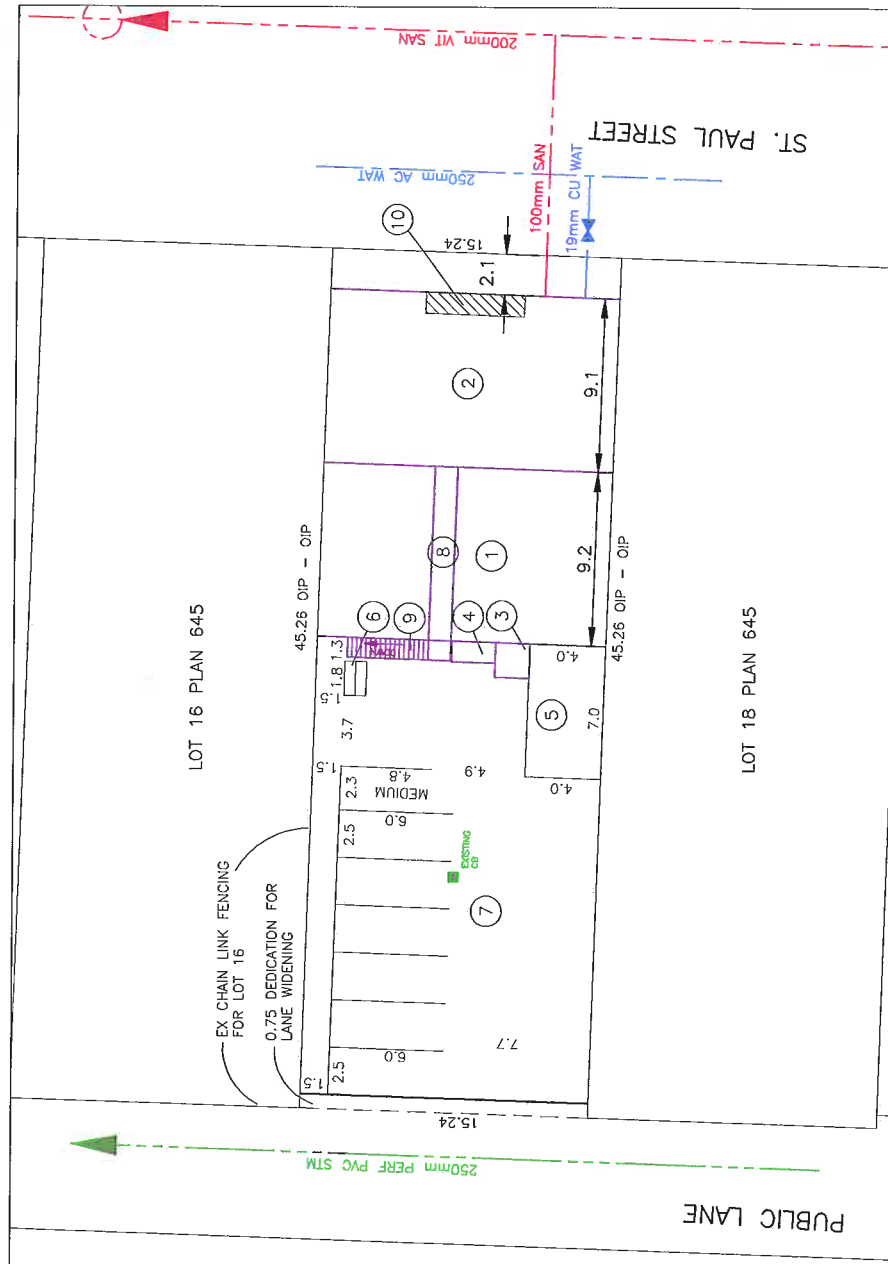 200mm VIT SAN
ST. PAUL STREET
250mm AC WAT
100mm SAN
19mm CU WAT
10
15.24
2.1
2
9.1
LOT 16 PLAN 645
45.26 OIP - OIP
8
1
9.2
6
9
4
3
1.3
1.8
1.5
3.7
4.0
45.26 OIP - OIP
5
7.0
LOT 18 PLAN 645
1.5
2.3
4.8
MEDIUM
4.9
4.0
2.5
6.0
EXISTING
CB
7
EX CHAIN LINK FENCING
FOR LOT 16
0.75 DEDICATION FOR
LANE WIDENING
1.5
2.5
6.0
7.7
15.24
250mm PERF PVC STM
PUBLIC LANE